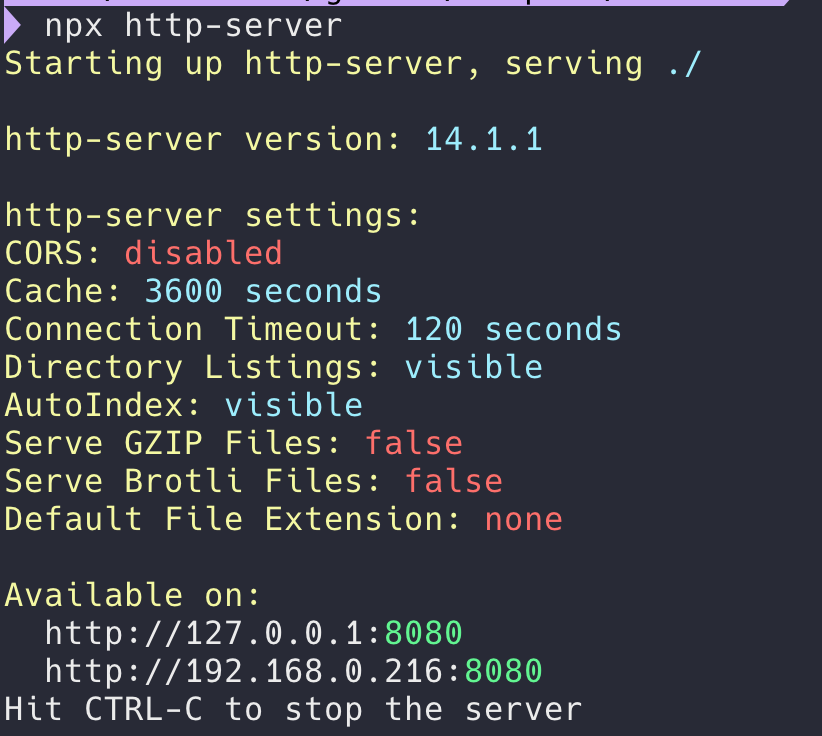 npx http-server
Starting up http-server, serving ./
http-server version: 14.1.1
http-server settings:
CORS: disabled
Cache: 3600 seconds
Connection Timeout: 120 seconds
Directory Listings: visible
AutoIndex: visible
Serve GZIP Files: false
Serve Brotli Files: false
Default File Extension: none
Available on:
http://127.0.0.1:8080
http://192.168.0.216:8080
Hit CTRL-C to stop the server